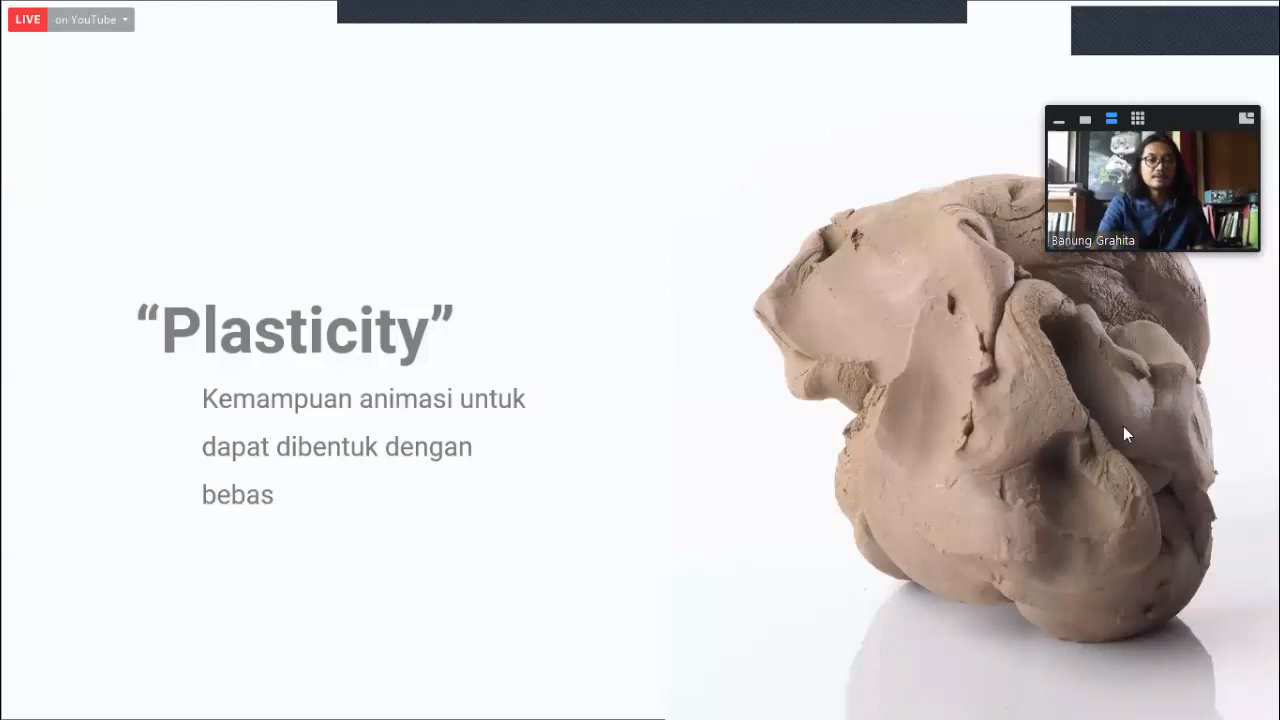 LIVE on YouTube
Banung Grahita
“Plasticity”
Kemampuan animasi untuk
dapat dibentuk dengan
bebas